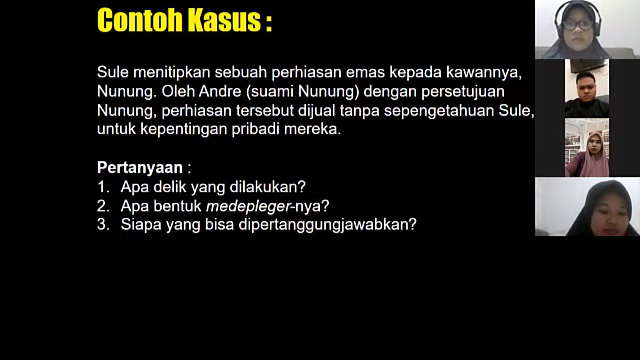 Contoh Kasus :
Sule menitipkan sebuah perhiasan emas kepada kawannya,
Nunung. Oleh Andre (suami Nunung) dengan persetujuan
Nunung, perhiasan tersebut dijual tanpa sepengetahuan Sule,
untuk kepentingan pribadi mereka.
Pertanyaan :
1. Apa delik yang dilakukan?
2. Apa bentuk medepleger-nya?
3. Siapa yang bisa dipertanggungjawabkan?